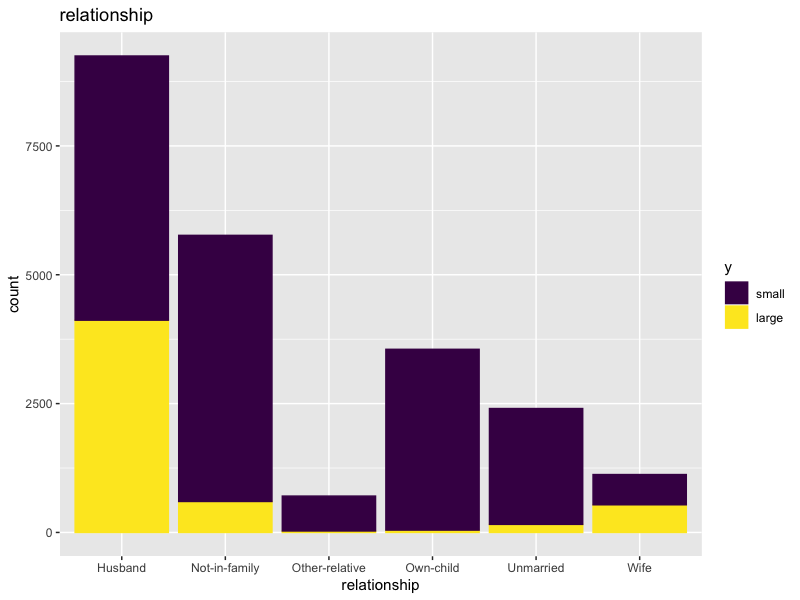 relationship
7500
5000
2500
0
count
Husband Not-in-family Other-relative Own-child Unmarried Wife
relationship
y
small
large